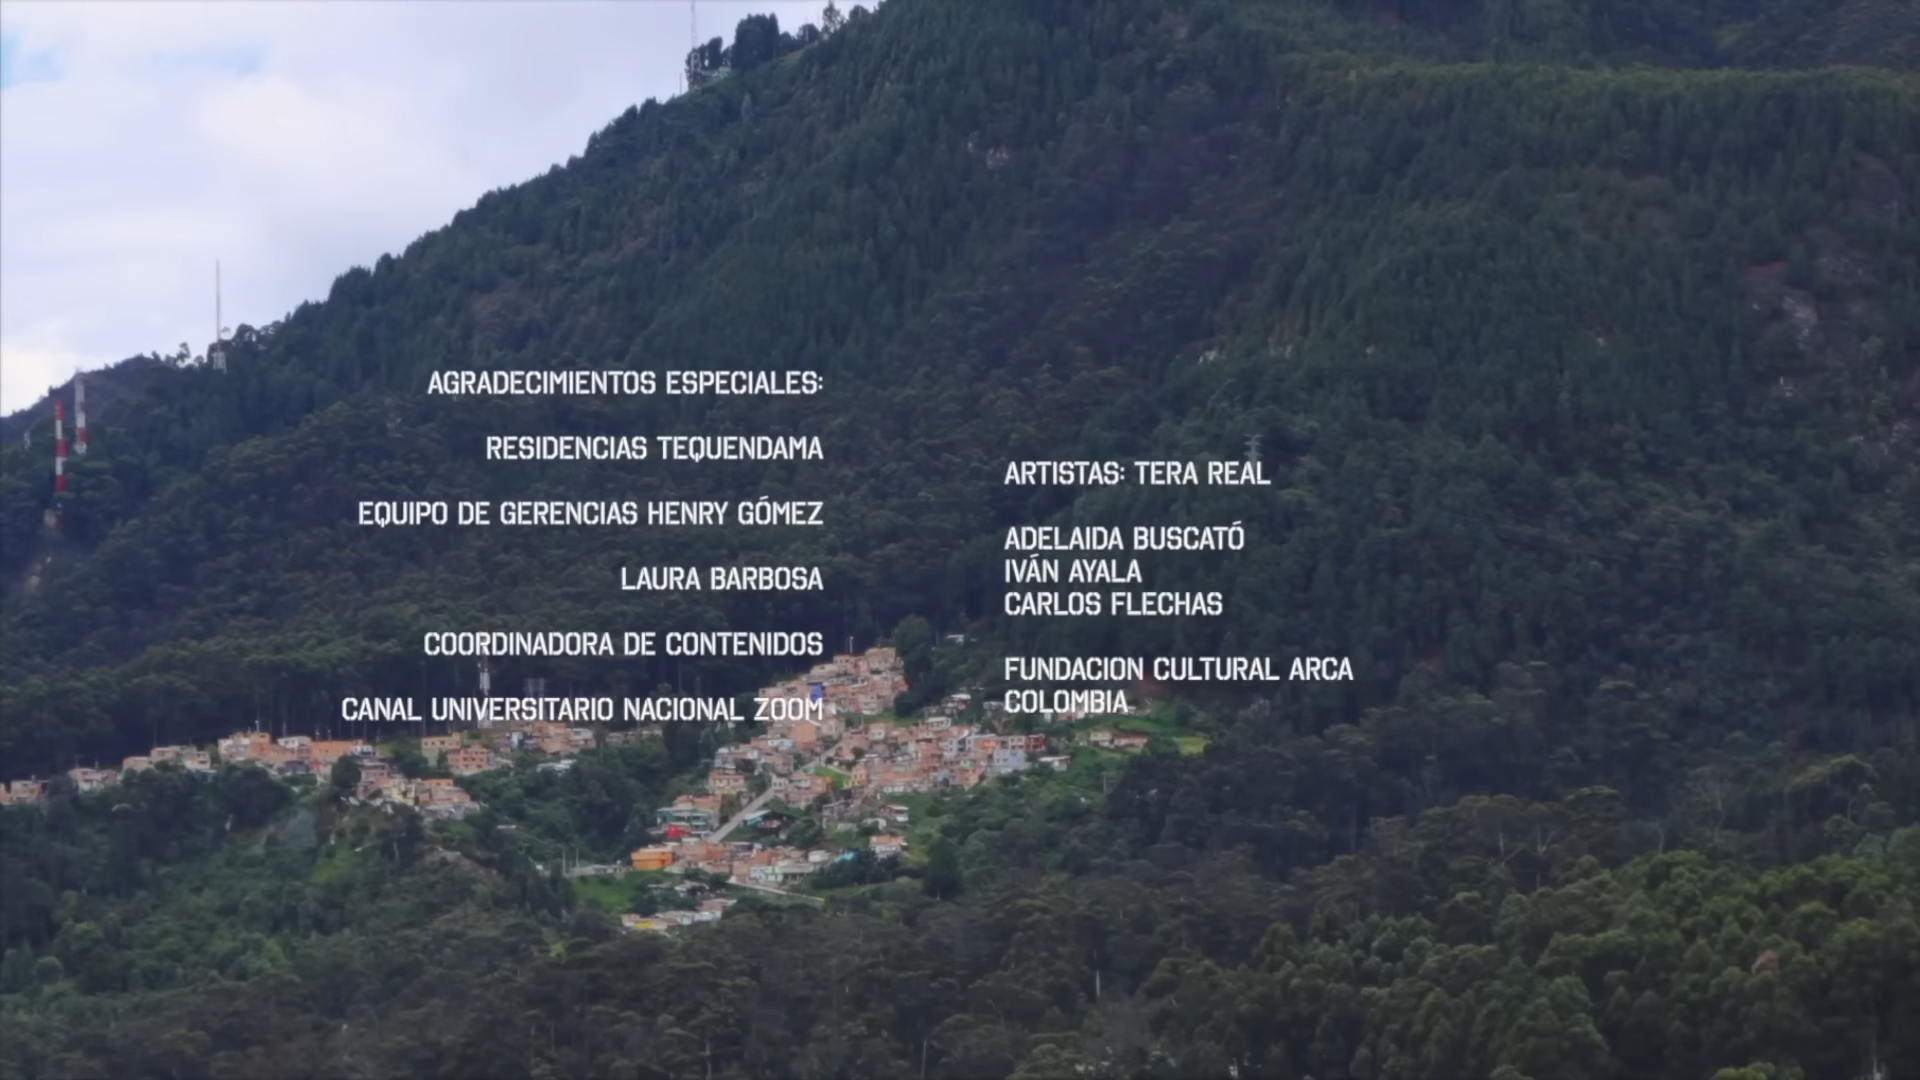 AGRADECIMIENTOS ESPECIALES:
RESIDENCIAS TEQUENDAMA
EQUIPO DE GERENCIAS HENRY GÓMEZ
LAURA BARBOSA
COORDINADORA DE CONTENIDOS
CANAL UNIVERSITARIO NACIONAL ZOOM
ARTISTAS: TERA REAL
ADELAIDA BUSCATÓ
IVÁN AYALA
CARLOS FLECHAS
FUNDACION CULTURAL ARCA
COLOMBIA